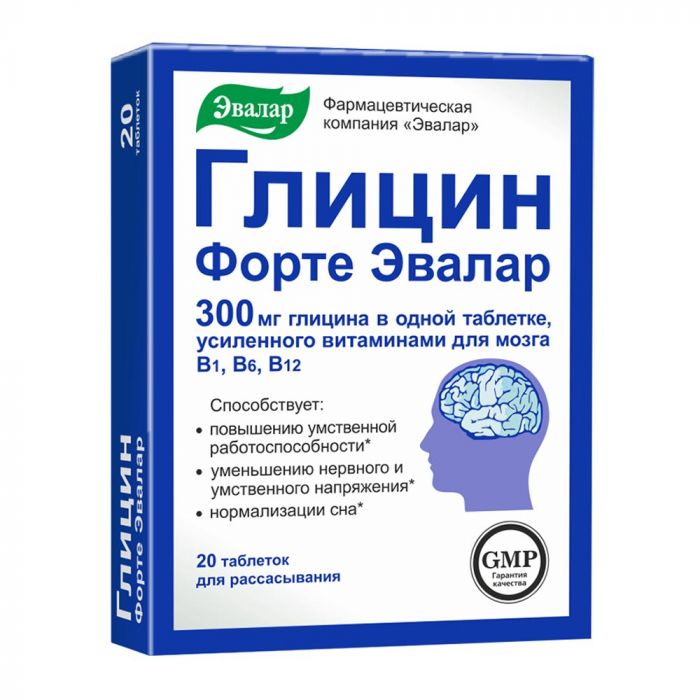 20
таблеток
Глицин
Форте Эвалар
Эвалар
Фармацевтическая
компания «Эвалар»
Глицин
Форте Эвалар
300 мг глицина в одной таблетке,
усиленного витаминами для мозга
B1, B6, B12
Способствует:
• повышению умственной
работоспособности*
• уменьшению нервного и
умственного напряжения*
• нормализации сна*
20 таблеток
для рассасывания
GMP
Гарантия
качества